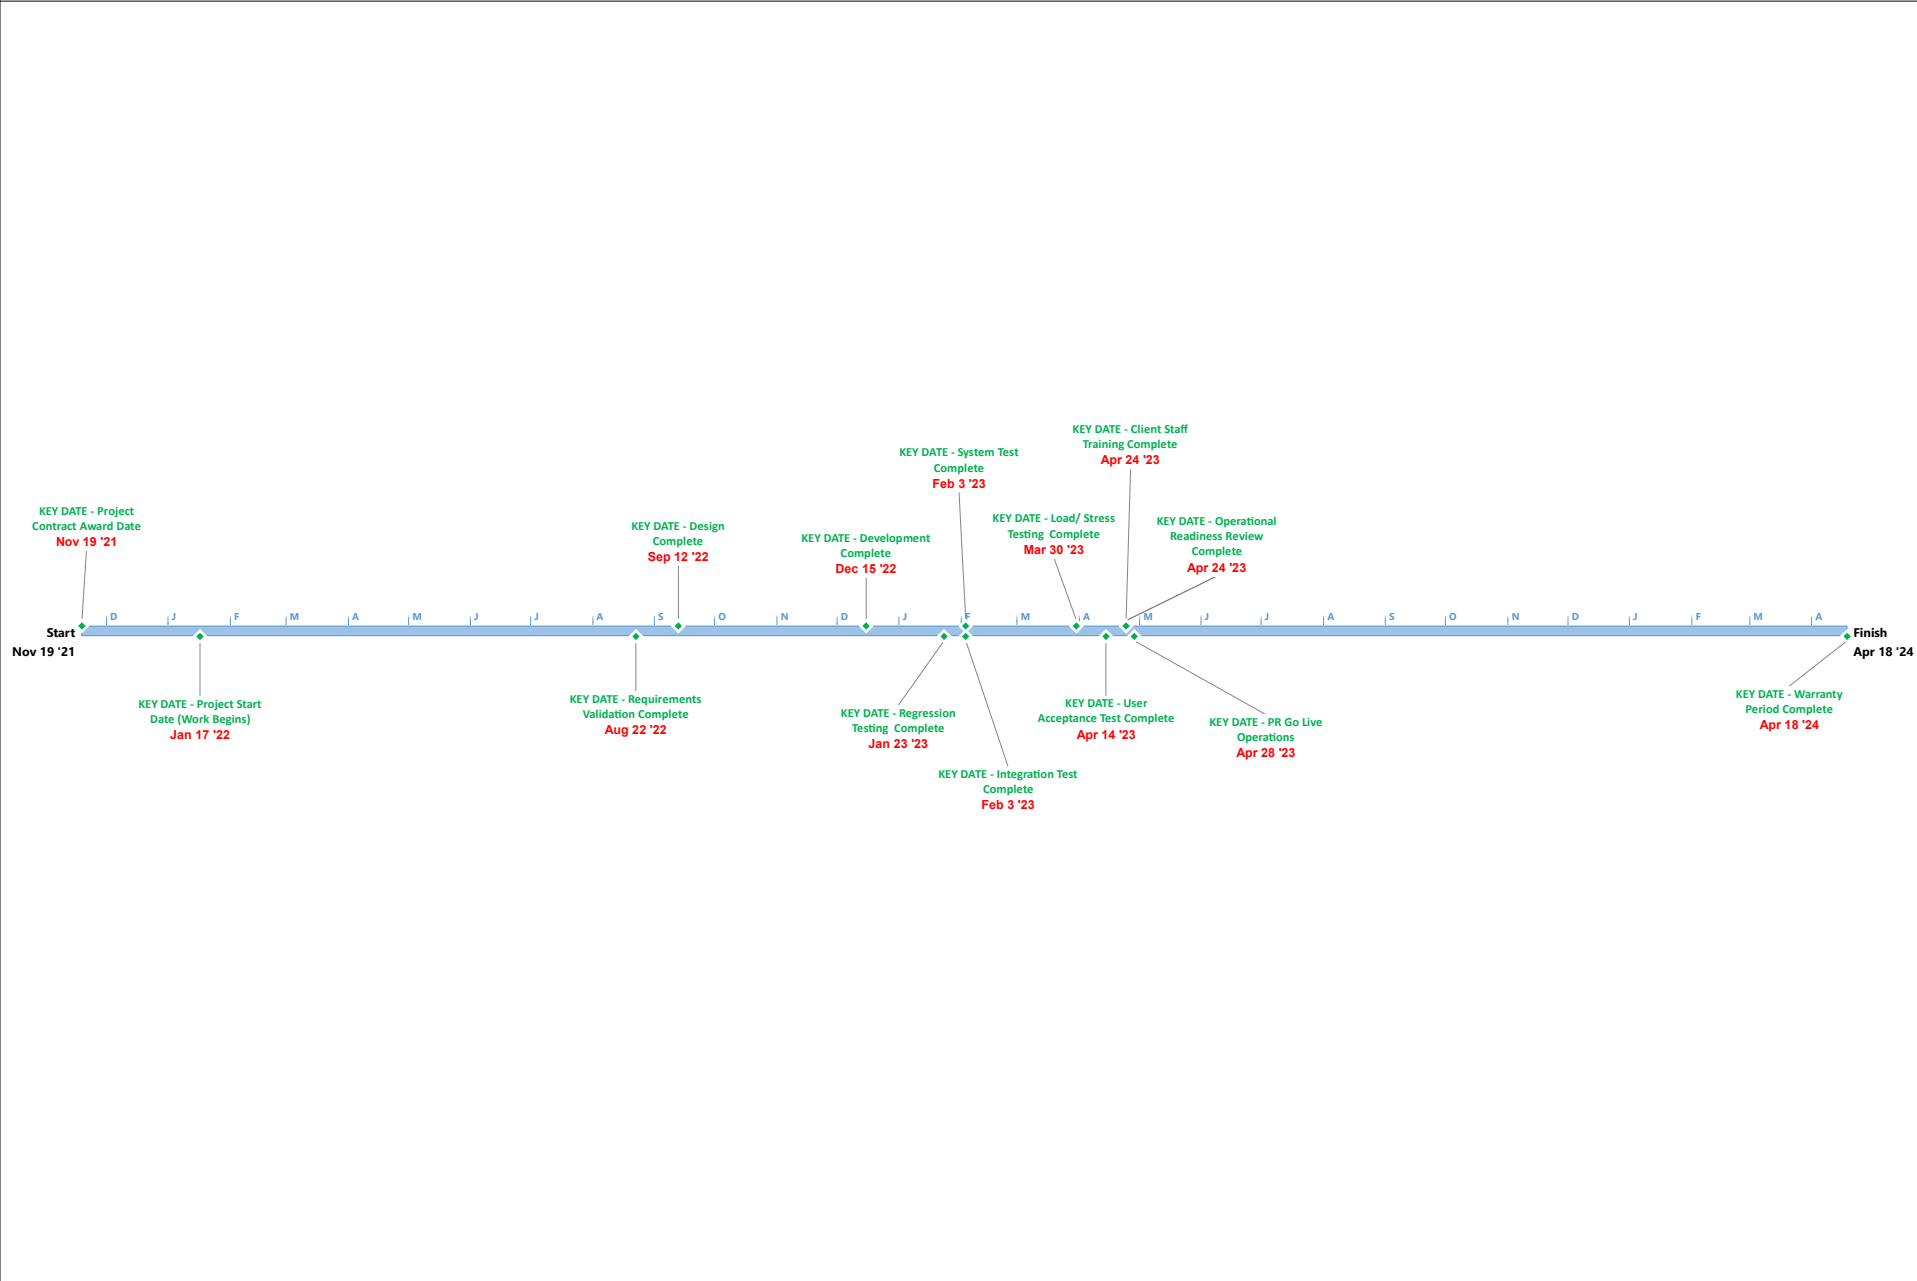 KEY DATE - Client Staff
Training Complete
Apr 24 '23
KEY DATE - System Test
Complete
Feb 3 '23
KEY DATE - Project
Contract Award Date
Nov 19 '21
KEY DATE - Design
Complete
Sep 12 '22
KEY DATE - Development
Complete
Dec 15 '22
KEY DATE - Load/ Stress
Testing  Complete
Mar 30 '23
KEY DATE - Operational
Readiness Review
Complete
Apr 24 '23
D J F M A M J J A S O N D J F M A M J J A S O N D J F M A
Start
Nov 19 '21
Finish
Apr 18 '24
KEY DATE - Project Start
Date (Work Begins)
Jan 17 '22
KEY DATE - Requirements
Validation Complete
Aug 22 '22
KEY DATE - Regression
Testing  Complete
Jan 23 '23
KEY DATE - Integration Test
Complete
Feb 3 '23
KEY DATE - User
Acceptance Test Complete
Apr 14 '23
KEY DATE - PR Go Live
Operations
Apr 28 '23
KEY DATE - Warranty
Period Complete
Apr 18 '24